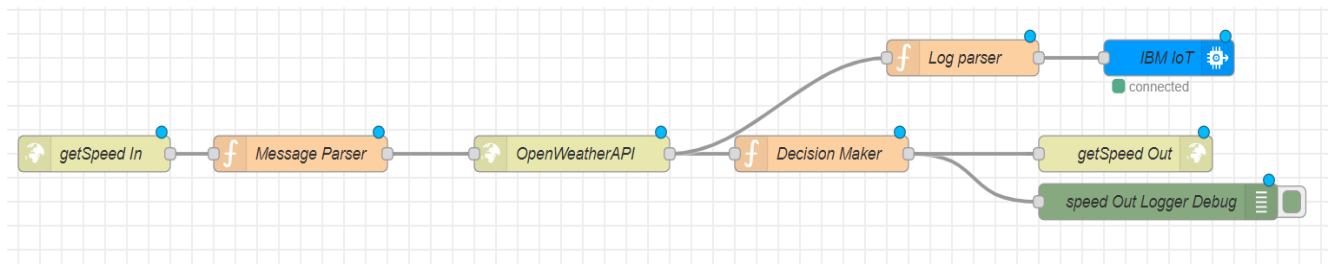 Log parser
IBM IoT
connected
getSpeed In
Message Parser
OpenWeatherAPI
Decision Maker
getSpeed Out
speed Out Logger Debug